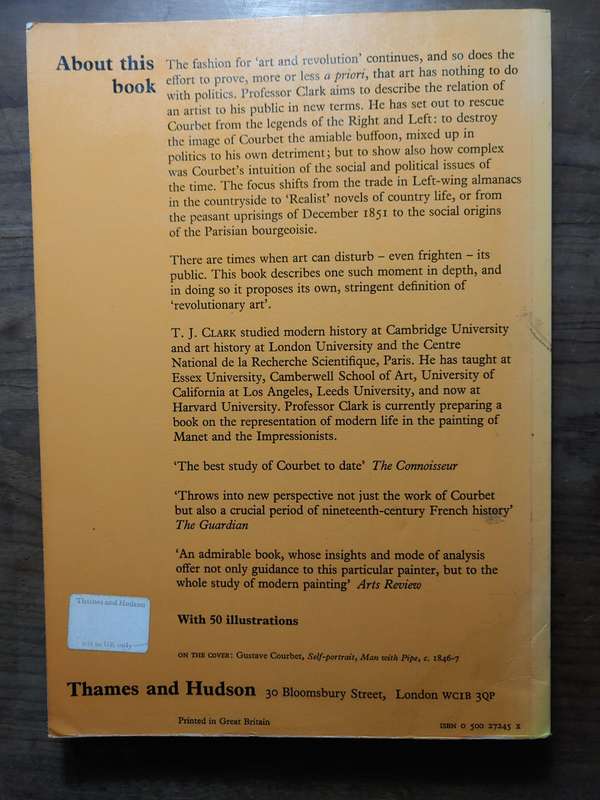 About this
book
The fashion for ‘art and revolution’ continues, and so does the
effort to prove, more or less a priori, that art has nothing to do
with politics. Professor Clark aims to describe the relation of
an artist to his public in new terms. He has set out to rescue
Courbet from the legends of the Right and Left: to destroy
the image of Courbet the amiable buffoon, mixed up in
politics to his own detriment; but to show also how complex
was Courbet’s intuition of the social and political issues of
the time. The focus shifts from the trade in Left-wing almanacs
in the countryside to ‘Realist’ novels of country life, or from
the peasant uprisings of December 1851 to the social origins
of the Parisian bourgeoisie.
There are times when art can disturb – even frighten – its
public. This book describes one such moment in depth, and
in doing so it proposes its own, stringent definition of
‘revolutionary art’.
T. J. CLARK studied modern history at Cambridge University
and art history at London University and the Centre
National de la Recherche Scientifique, Paris. He has taught at
Essex University, Camberwell School of Art, University of
California at Los Angeles, Leeds University, and now at
Harvard University. Professor Clark is currently preparing a
book on the representation of modern life in the painting of
Manet and the Impressionists.
‘The best study of Courbet to date’ The Connoisseur
‘Throws into new perspective not just the work of Courbet
but also a crucial period of nineteenth-century French history’
The Guardian
‘An admirable book, whose insights and mode of analysis
offer not only guidance to this particular painter, but to the
whole study of modern painting’ Arts Review
With 50 illustrations
Thames and Hudson
UK only
ON THE COVER: Gustave Courbet, Self-portrait, Man with Pipe, c. 1846-7
Thames and Hudson 30 Bloomsbury Street, London WC1B 3QP
Printed in Great Britain
ISBN 0 500 27245 X